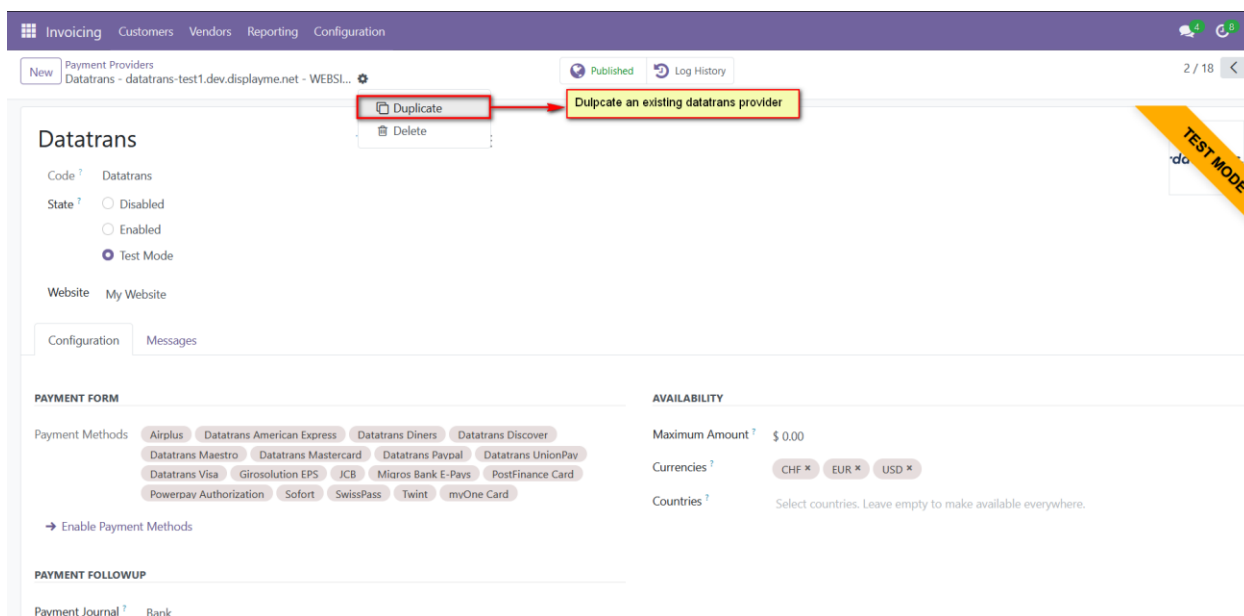 Invoicing Customers Vendors Reporting Configuration 4 8
New Payment Providers
Datatrans - datatrans-test1.dev.displayme.net - WEBSI...
Published Log History
2 / 18
Duplicate
Delete
Dulpcate an existing datatrans provider
TEST MODE
Datatrans
Code ? Datatrans
State ? Disabled
Enabled
Test Mode
Website My Website
Configuration Messages
PAYMENT FORM
Payment Methods Airplus Datatrans American Express Datatrans Diners Datatrans Discover
Datatrans Maestro Datatrans Mastercard Datatrans Paypal Datatrans UnionPay
Datatrans Visa Girosolution EPS JCB Migros Bank E-Pays PostFinance Card
Powerpay Authorization Sofort SwissPass Twint myOne Card
→ Enable Payment Methods
AVAILABILITY
Maximum Amount ? $ 0.00
Currencies ? CHF × EUR × USD ×
Countries ? Select countries. Leave empty to make available everywhere.
PAYMENT FOLLOWUP
Payment Journal ? Bank